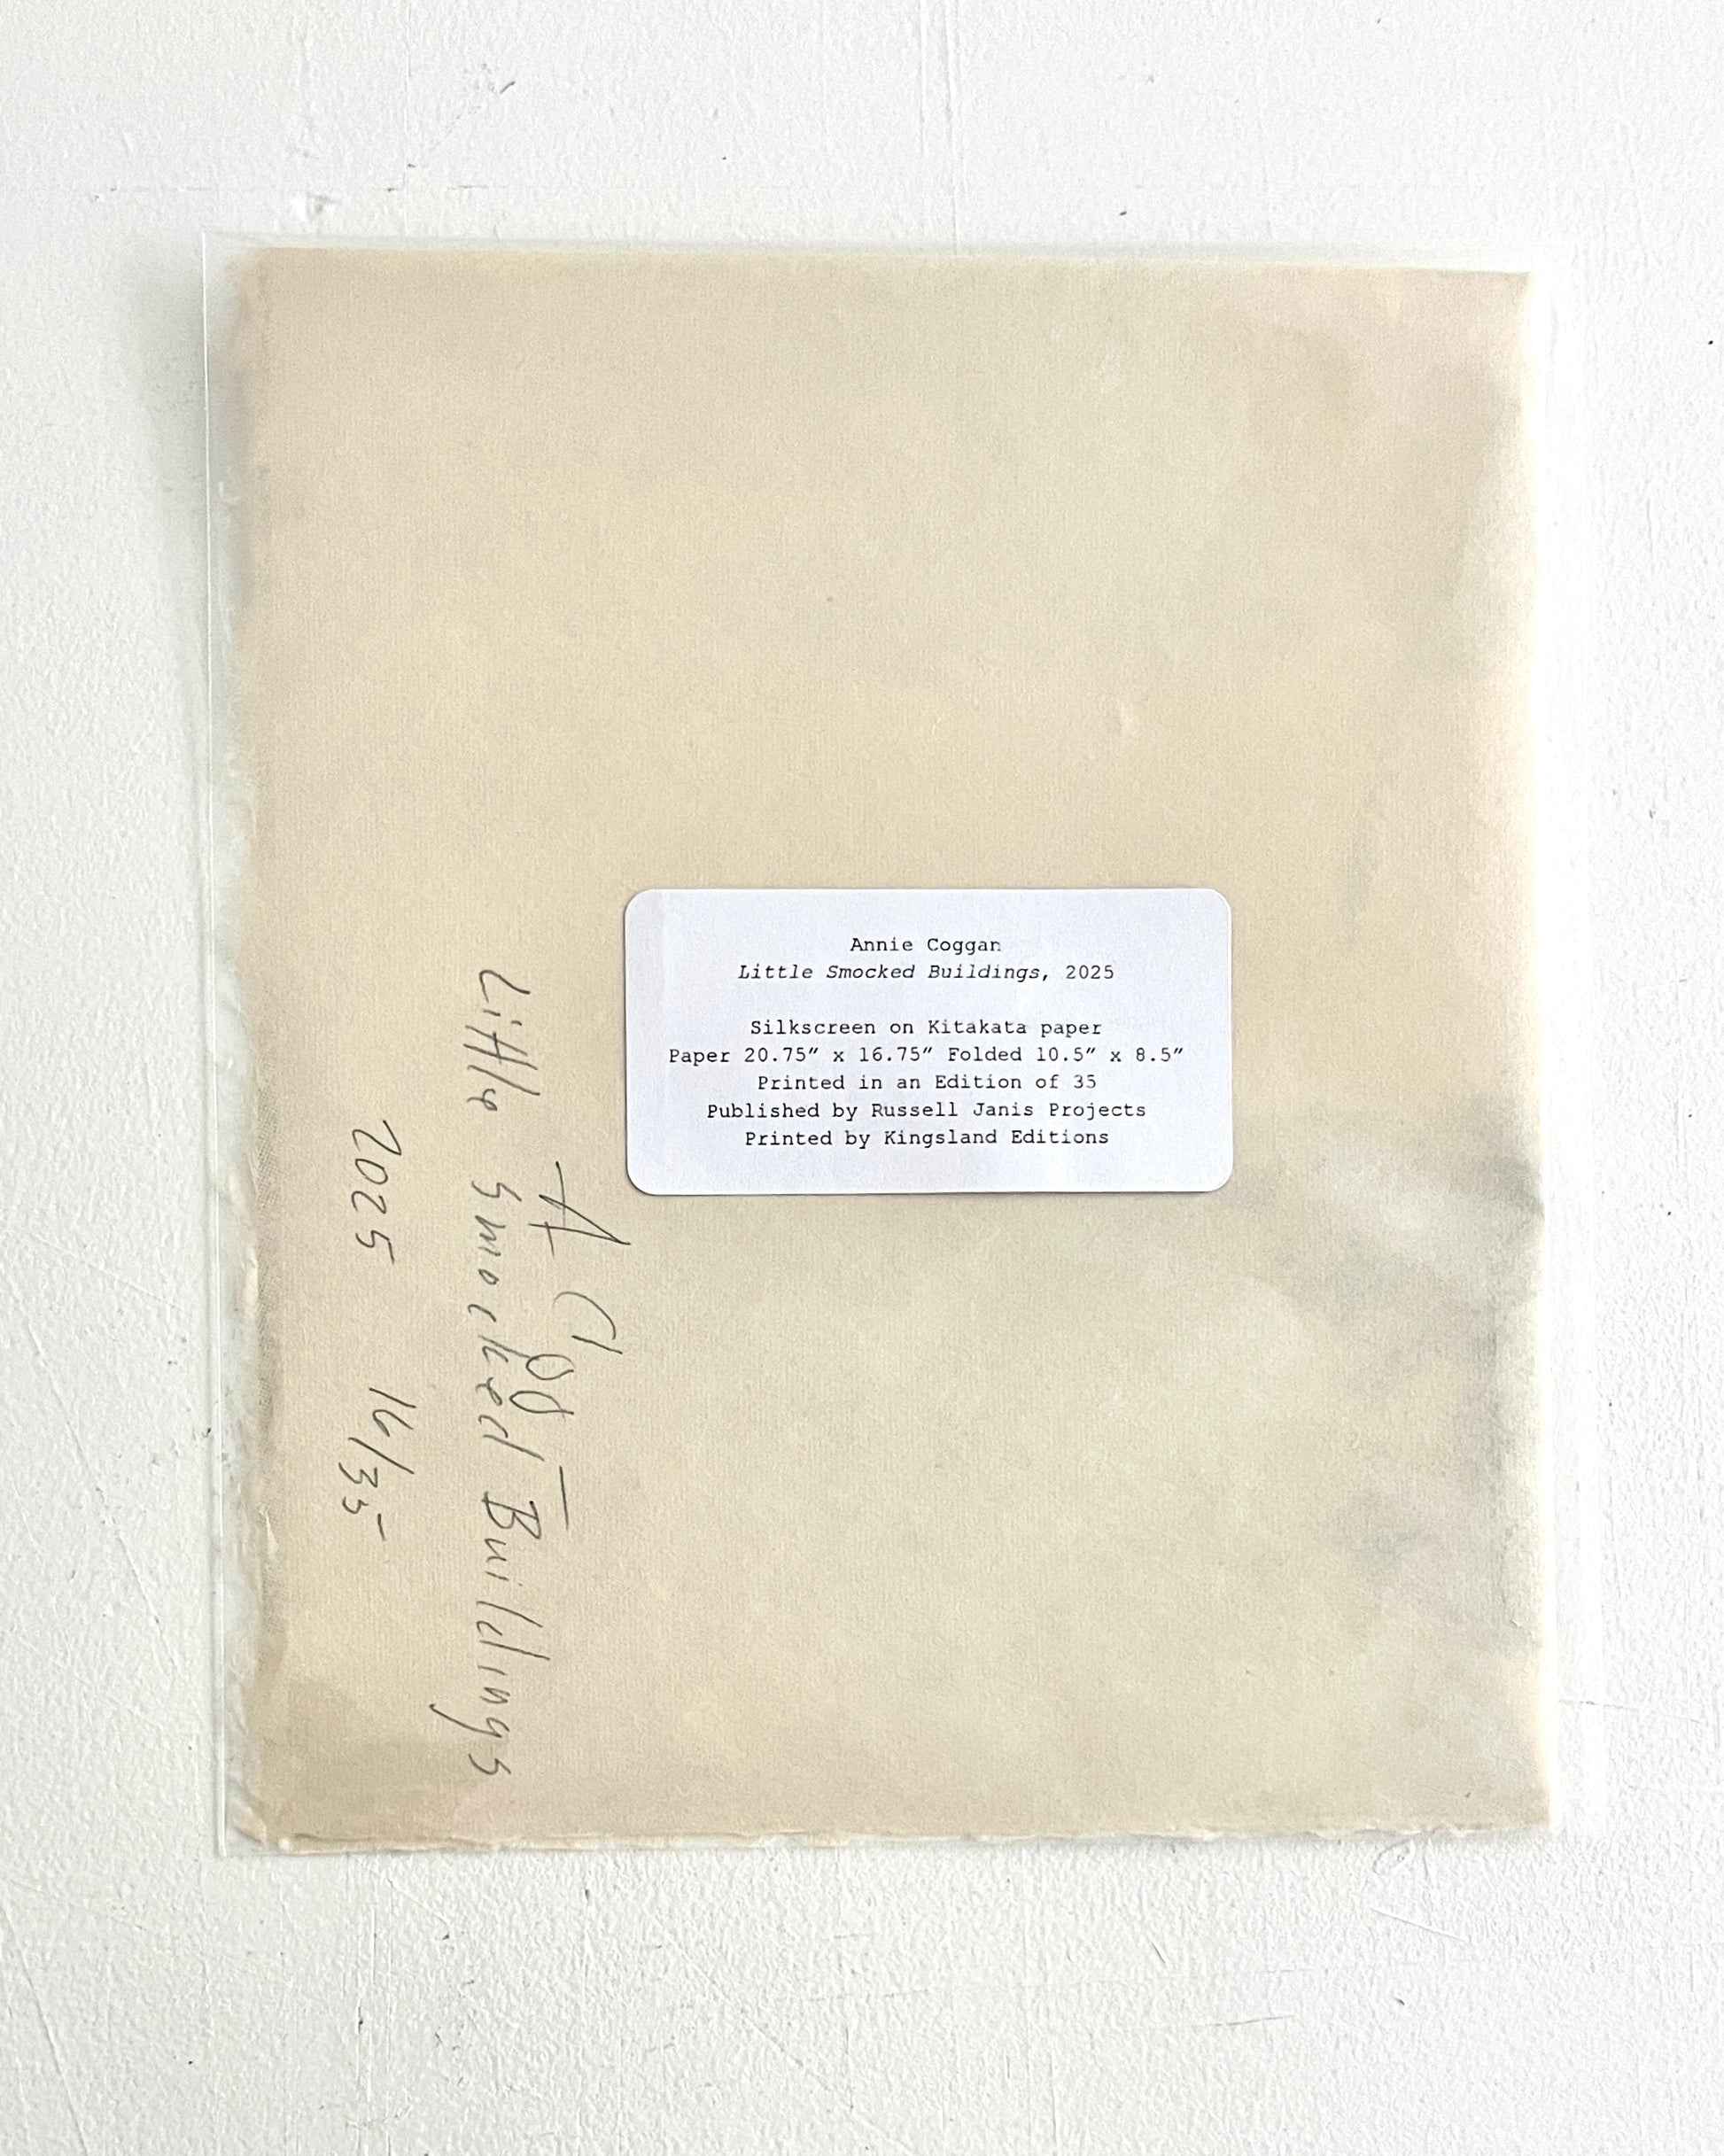 Annie Coggan
Little Smocked Buildings, 2025
Silkscreen on Kitakata paper
Paper 20.75” x 16.75” Folded 10.5” x 8.5”
Printed in an Edition of 35
Published by Russell Janis Projects
Printed by Kingsland Editions
Little Smocked Buildings
2025 16/35